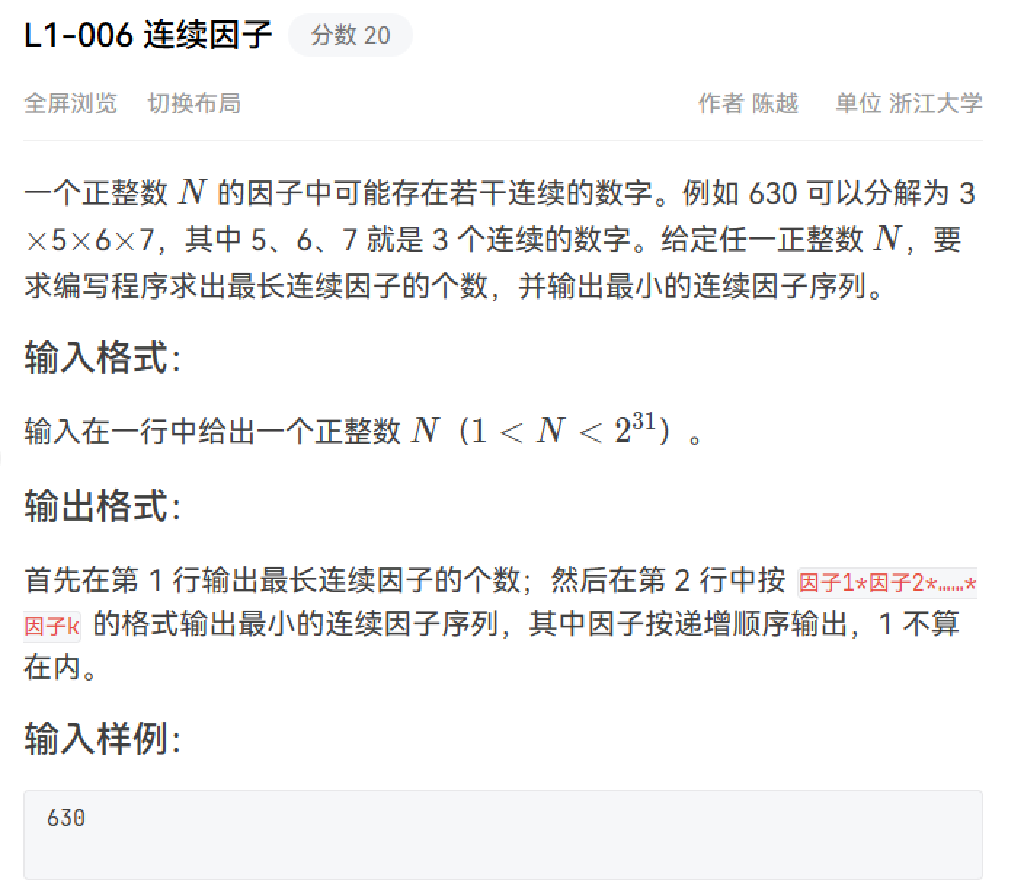 L1-006 连续因子 分数 20
全屏浏览 切换布局 作者 陈越 单位 浙江大学
一个正整数 N 的因子中可能存在若干连续的数字。例如 630 可以分解为 3
×5×6×7，其中 5、6、7 就是 3 个连续的数字。给定任一正整数 N，要
求编写程序求出最长连续因子的个数，并输出最小的连续因子序列。
输入格式：
输入在一行中给出一个正整数 N（1 < N < 2^31）。
输出格式：
首先在第 1 行输出最长连续因子的个数；然后在第 2 行中按 因子1*因子2*……*
因子k 的格式输出最小的连续因子序列，其中因子按递增顺序输出，1 不算
在内。
输入样例：
630